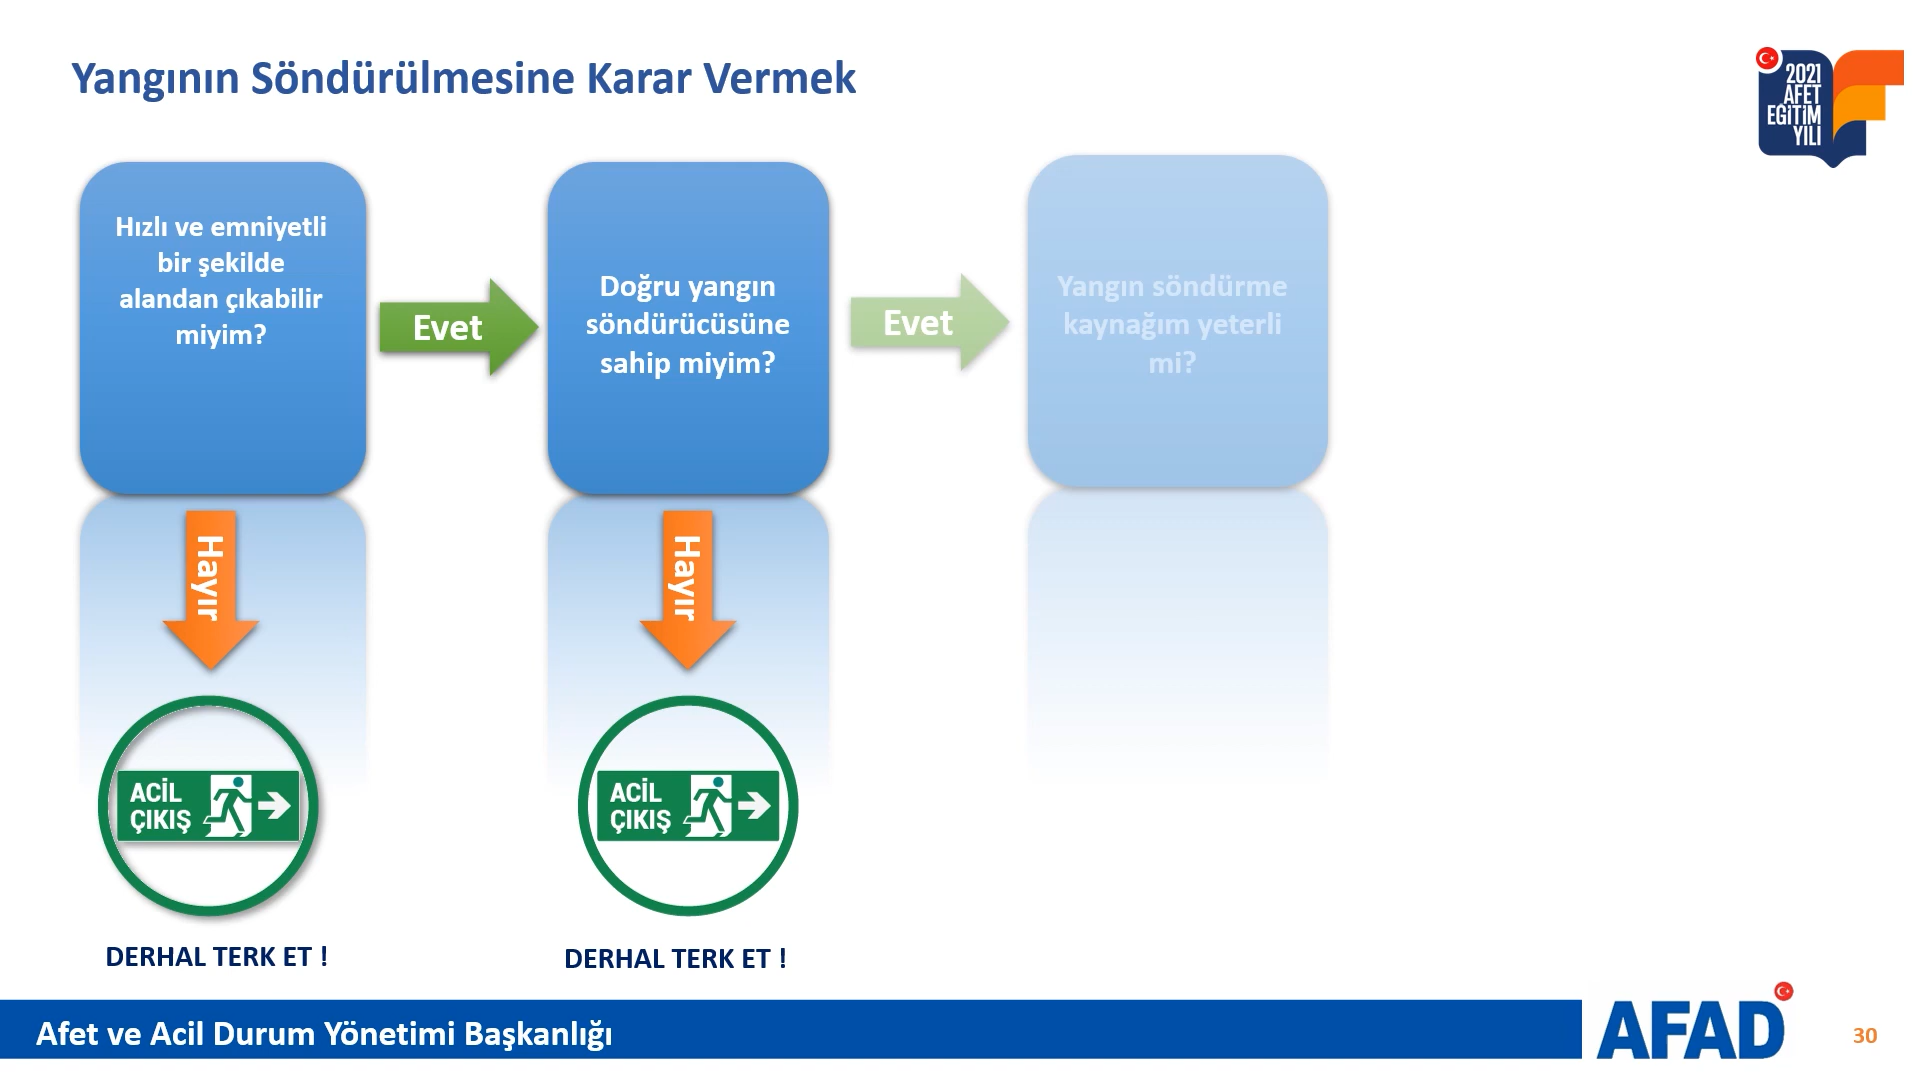 Yangının Söndürülmesine Karar Vermek
2021
AFET
EĞİTİM
YILI
Hızlı ve emniyetli
bir şekilde
alandan çıkabilir
miyim?
Evet
Doğru yangın
söndürücüsüne
sahip miyim?
Evet
Yangın söndürme
kaynağım yeterli
mi?
Hayır
Hayır
ACİL
ÇIKIŞ
ACİL
ÇIKIŞ
DERHAL TERK ET !
DERHAL TERK ET !
Afet ve Acil Durum Yönetimi Başkanlığı
AFAD
30